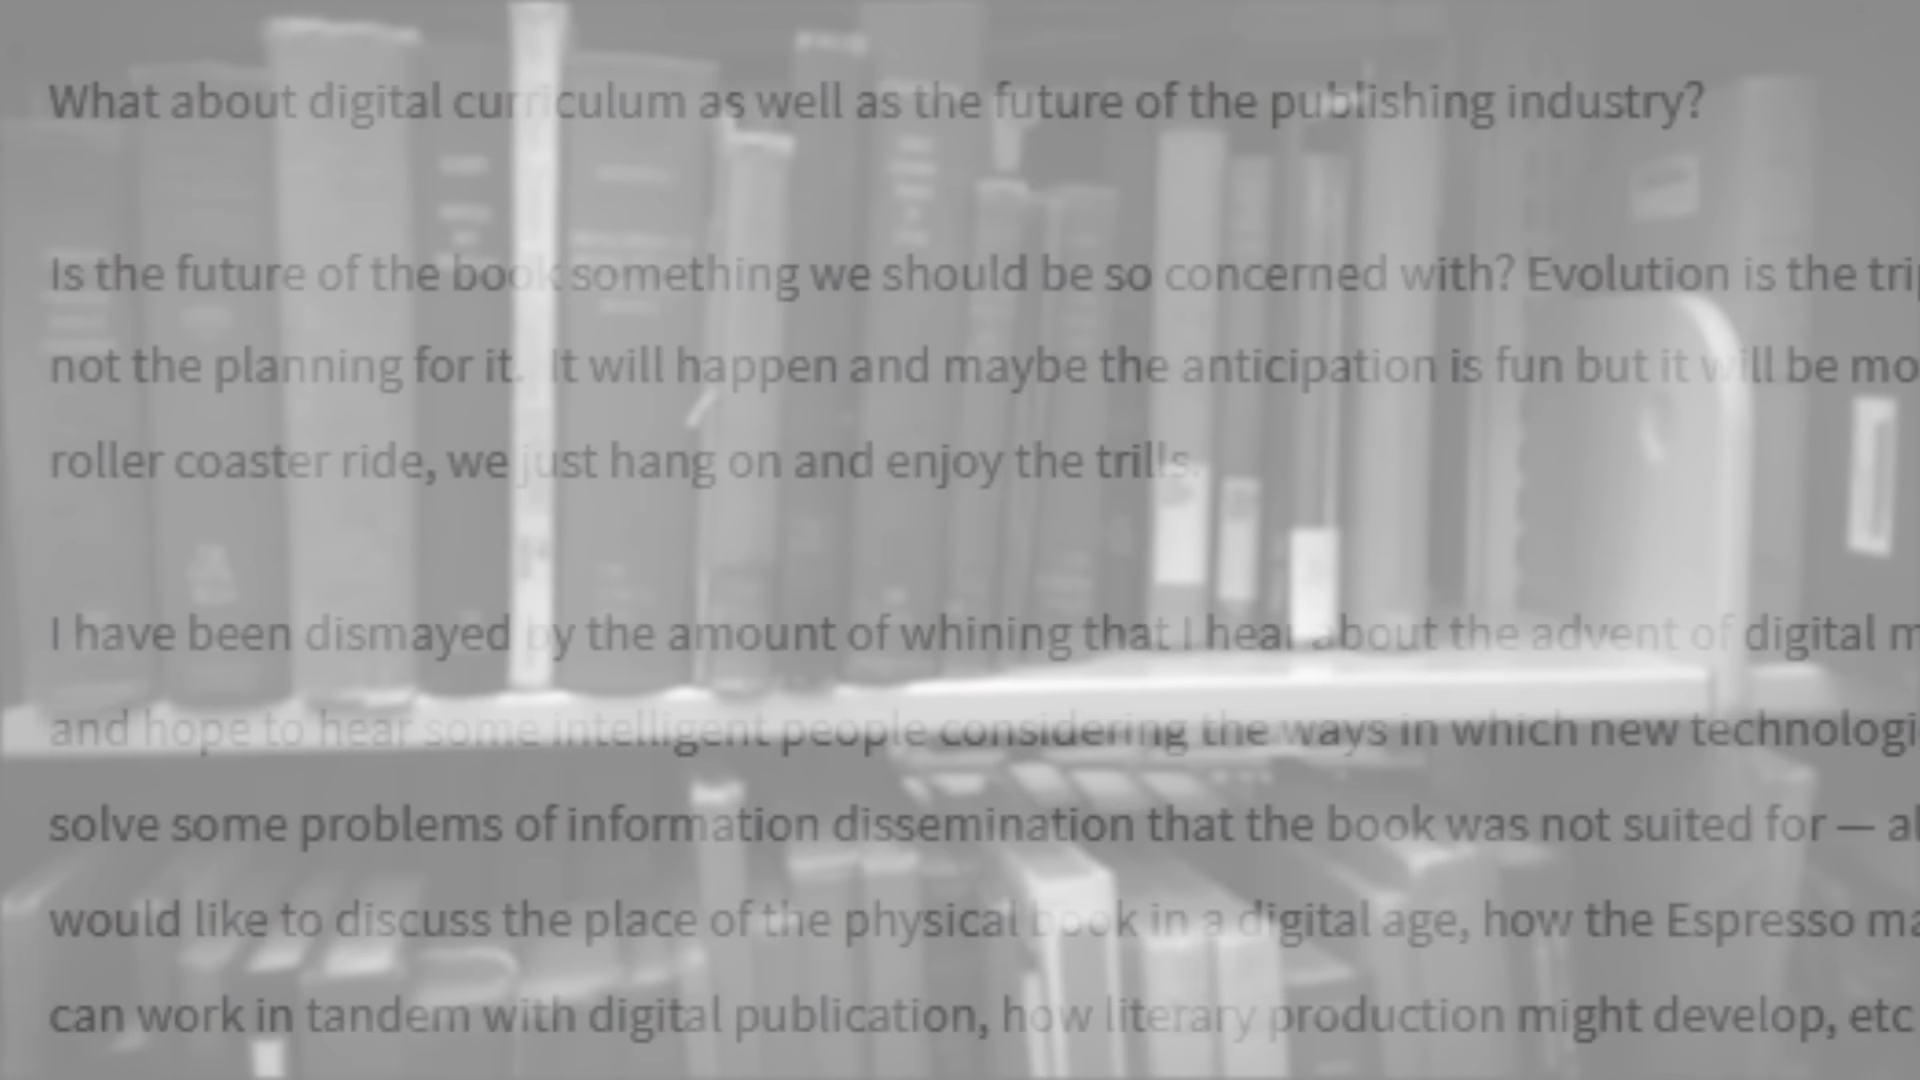 What about digital curriculum as well as the future of the publishing industry?
Is the future of the book something we should be so concerned with? Evolution is the
not the planning for it.  It will happen and maybe the anticipation is fun but it will be
roller coaster ride, we just hang on and enjoy the trills.
I have been dismayed by the amount of whining that I hear about the advent of digital
and hope to hear some intelligent people considering the ways in which new
solve some problems of information dissemination that the book was not suited for —
would like to discuss the place of the physical book in a digital age, how the Espresso
can work in tandem with digital publication, how literary production might develop, etc